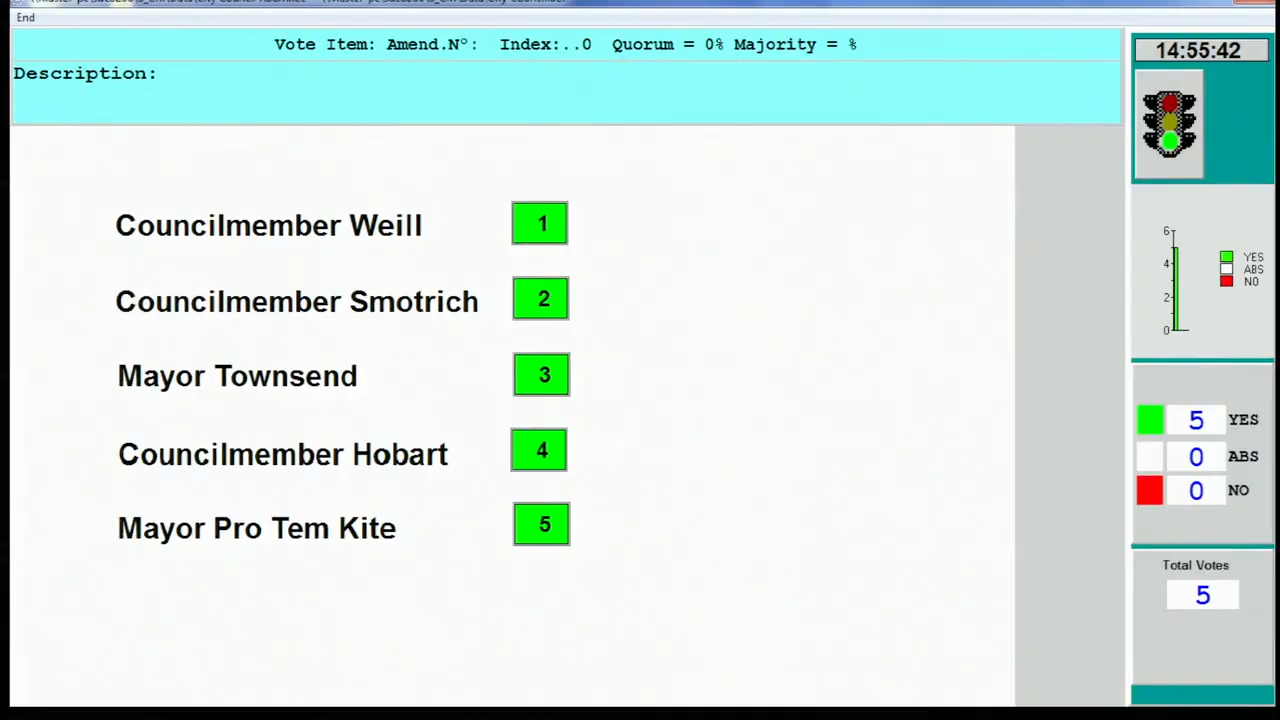 End
Vote Item: Amend.N°: Index:..0 Quorum = 0% Majority = %
Description:
14:55:42
Councilmember Weill 1
Councilmember Smotrich 2
Mayor Townsend 3
Councilmember Hobart 4
Mayor Pro Tem Kite 5
6
4
2
0
YES
ABS
NO
5 YES
0 ABS
0 NO
Total Votes
5